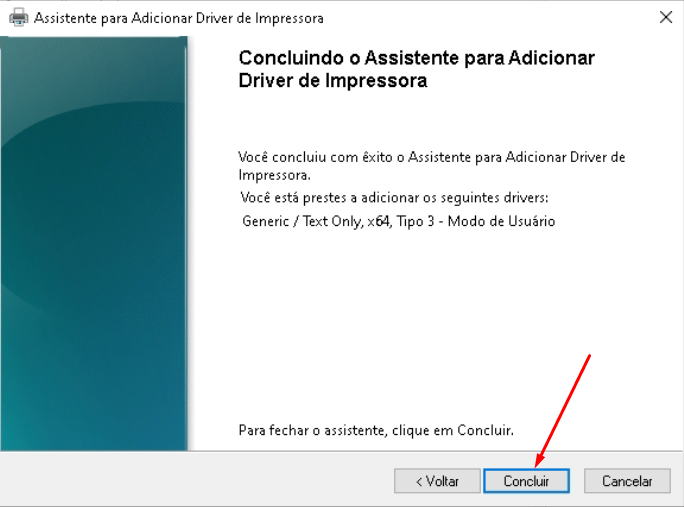 Assistente para Adicionar Driver de Impressora
Concluindo o Assistente para Adicionar
Driver de Impressora
Você concluiu com êxito o Assistente para Adicionar Driver de
Impressora.
Você está prestes a adicionar os seguintes drivers:
Generic / Text Only, x64, Tipo 3 - Modo de Usuário
Para fechar o assistente, clique em Concluir.
< Voltar Concluir Cancelar